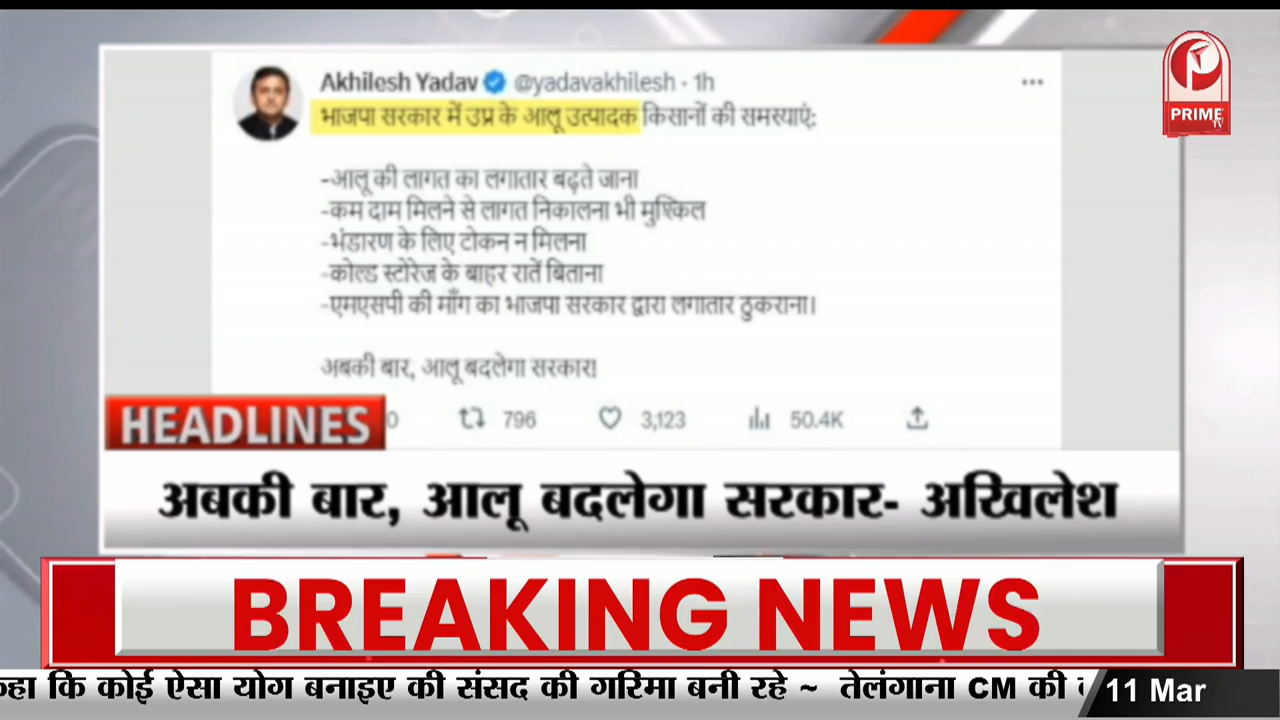 Akhilesh Yadav @yadavakhilesh · 1h
भाजपा सरकार में उप्र के आलू उत्पादक किसानों की समस्याएं:
-आलू की लागत का लगातार बढ़ते जाना
-कम दाम मिलने से लागत निकालना भी मुश्किल
-भंडारण के लिए टोकन न मिलना
-कोल्ड स्टोरेज के बाहर रातें बिताना
-एमएसपी की माँग का भाजपा सरकार द्वारा लगातार ठुकराना।
अबकी बार, आलू बदलेगा सरकार!
0 796 3,123 50.4K
PRIME TV
HEADLINES
अबकी बार, आलू बदलेगा सरकार- अखिलेश
BREAKING NEWS
कि कोई ऐसा योग बनाइए की संसद की गरिमा बनी रहे ~ तेलंगाना CM की
11 Mar